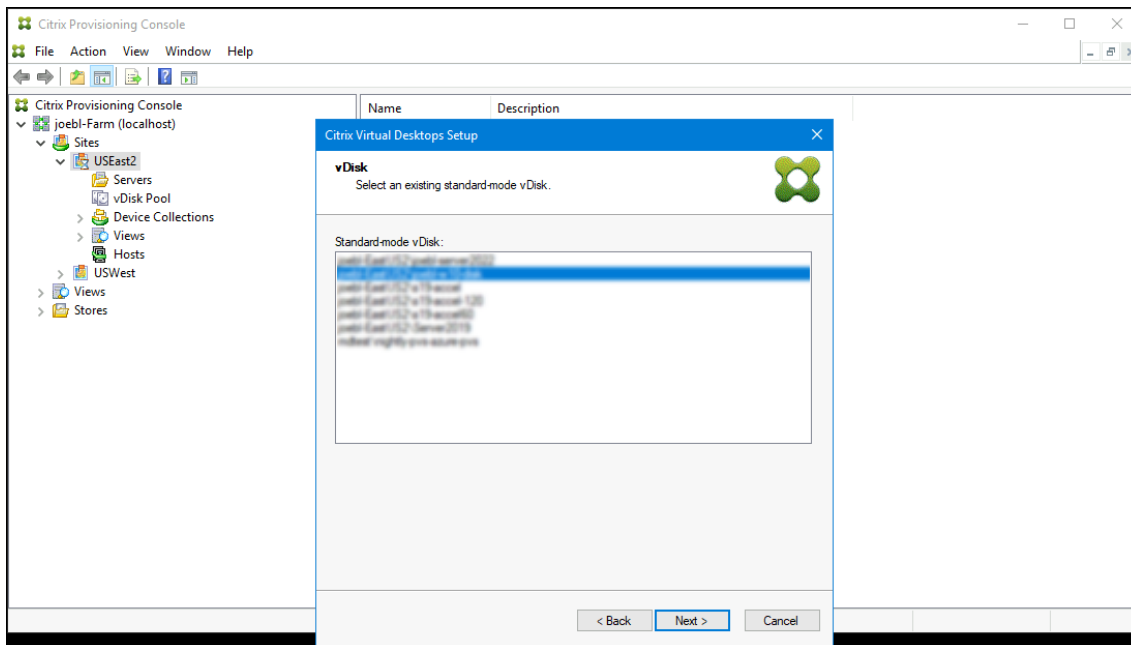 Citrix Provisioning Console
File Action View Window Help
Citrix Provisioning Console
joebl-Farm (localhost)
Sites
USEast2
Servers
vDisk Pool
Device Collections
Views
Hosts
USWest
Views
Stores
Name Description
Citrix Virtual Desktops Setup
vDisk
Select an existing standard-mode vDisk.
Standard-mode vDisk:
< Back Next > Cancel